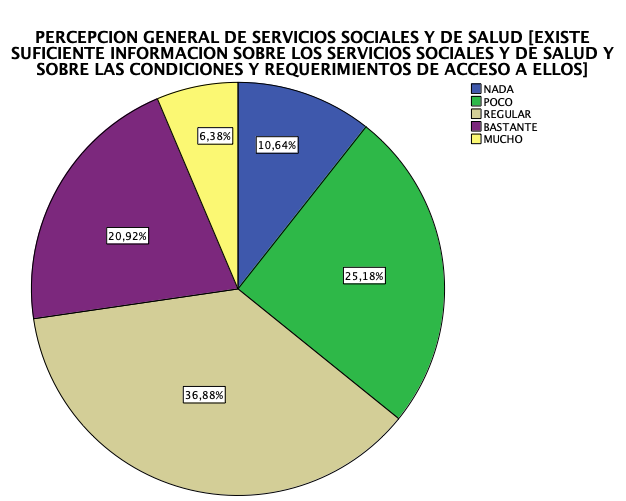 PERCEPCION GENERAL DE SERVICIOS SOCIALES Y DE SALUD [EXISTE
SUFICIENTE INFORMACION SOBRE LOS SERVICIOS SOCIALES Y DE SALUD Y
SOBRE LAS CONDICIONES Y REQUERIMIENTOS DE ACCESO A ELLOS]
NADA
POCO
REGULAR
BASTANTE
MUCHO
6,38%
10,64%
20,92%
25,18%
36,88%